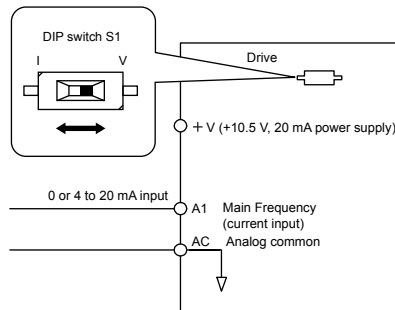 DIP switch S1
I V
Drive
+ V (+10.5 V, 20 mA power supply)
0 or 4 to 20 mA input
A1 Main Frequency
(current input)
AC Analog common